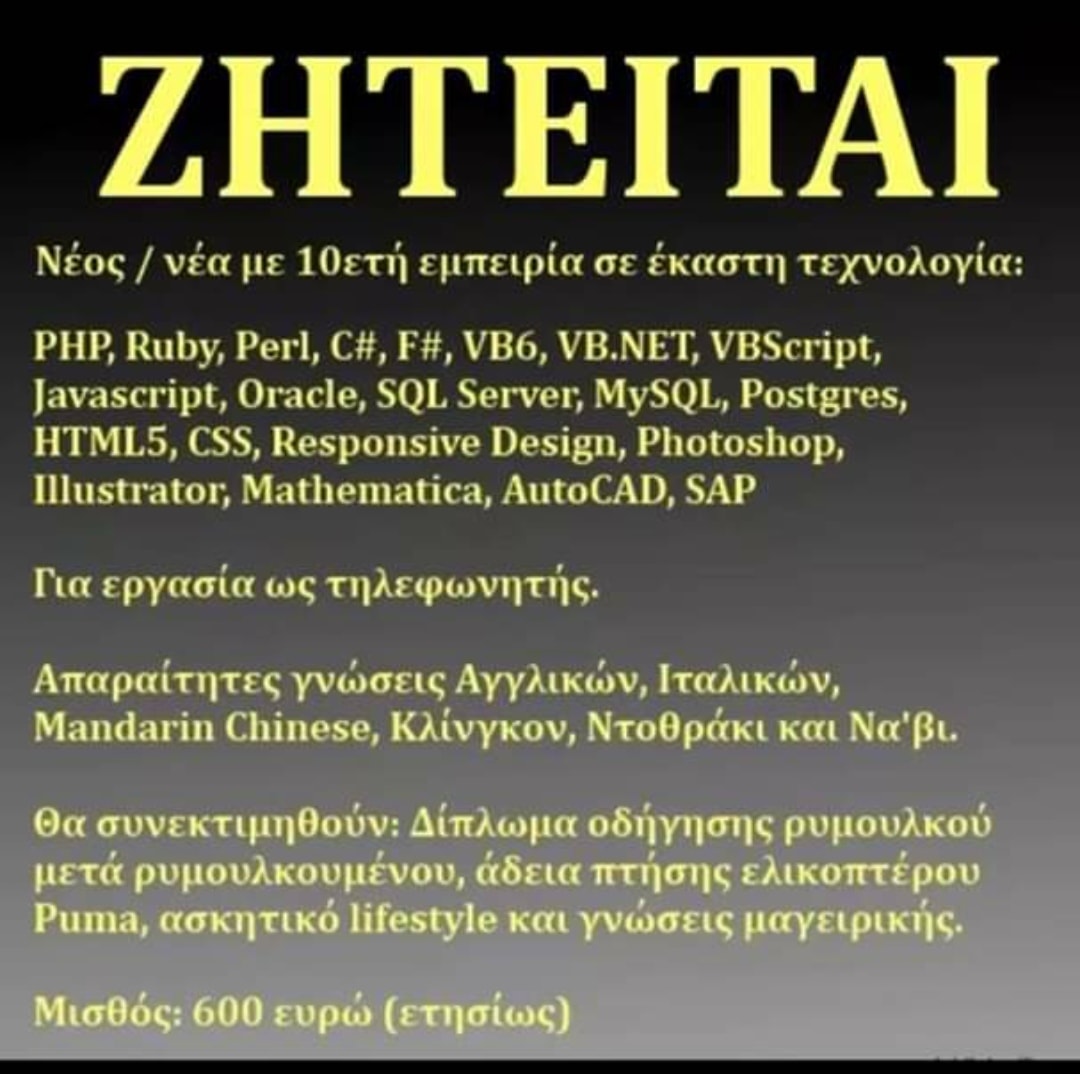 ΖΗΤΕΙΤΑΙ
Νέος / νέα με 10ετή εμπειρία σε έκαστη τεχνολογία:
PHP, Ruby, Perl, C#, F#, VB6, VB.NET, VBScript,
Javascript, Oracle, SQL Server, MySQL, Postgres,
HTML5, CSS, Responsive Design, Photoshop,
Illustrator, Mathematica, AutoCAD, SAP
Για εργασία ως τηλεφωνητής.
Απαραίτητες γνώσεις Αγγλικών, Ιταλικών,
Mandarin Chinese, Κλίνγκον, Ντοθράκι και Να'βι.
Θα συνεκτιμηθούν: Δίπλωμα οδήγησης ρυμουλκού
μετά ρυμουλκουμένου, άδεια πτήσης ελικοπτέρου
Puma, ασκητικό lifestyle και γνώσεις μαγειρικής.
Μισθός: 600 ευρώ (ετησίως)